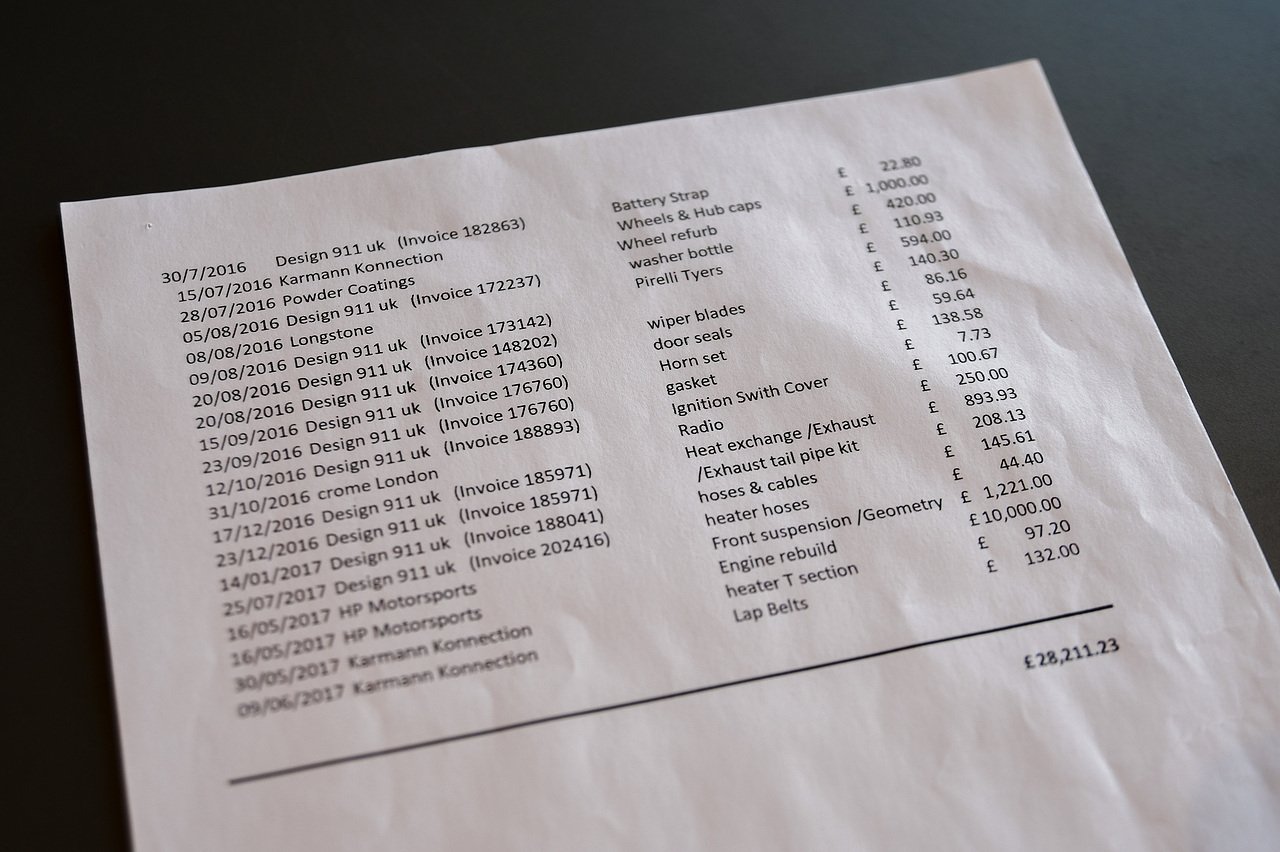 30/7/2016 Design 911 uk (Invoice 182863) Battery Strap £ 22.80
15/07/2016 Karmann Konnection Wheels & Hub caps £ 1,000.00
28/07/2016 Powder Coatings Wheel refurb £ 420.00
05/08/2016 Design 911 uk (Invoice 172237) washer bottle £ 110.93
08/08/2016 Longstone Pirelli Tyers £ 594.00
09/08/2016 Design 911 uk (Invoice 173142) £ 140.30
20/08/2016 Design 911 uk (Invoice 148202) wiper blades £ 86.16
20/08/2016 Design 911 uk (Invoice 174360) door seals £ 59.64
15/09/2016 Design 911 uk (Invoice 176760) Horn set £ 138.58
23/09/2016 Design 911 uk (Invoice 176760) gasket £ 7.73
12/10/2016 Design 911 uk (Invoice 188893) Ignition Swith Cover £ 100.67
31/10/2016 crome London Radio £ 250.00
17/12/2016 Design 911 uk (Invoice 185971) Heat exchange /Exhaust £ 893.93
23/12/2016 Design 911 uk (Invoice 185971) /Exhaust tail pipe kit £ 208.13
14/01/2017 Design 911 uk (Invoice 188041) hoses & cables £ 145.61
25/07/2017 Design 911 uk (Invoice 202416) heater hoses £ 44.40
16/05/2017 HP Motorsports Front suspension /Geometry £ 1,221.00
16/05/2017 HP Motorsports Engine rebuild £10,000.00
30/05/2017 Karmann Konnection heater T section £ 97.20
09/06/2017 Karmann Konnection Lap Belts £ 132.00
£28,211.23